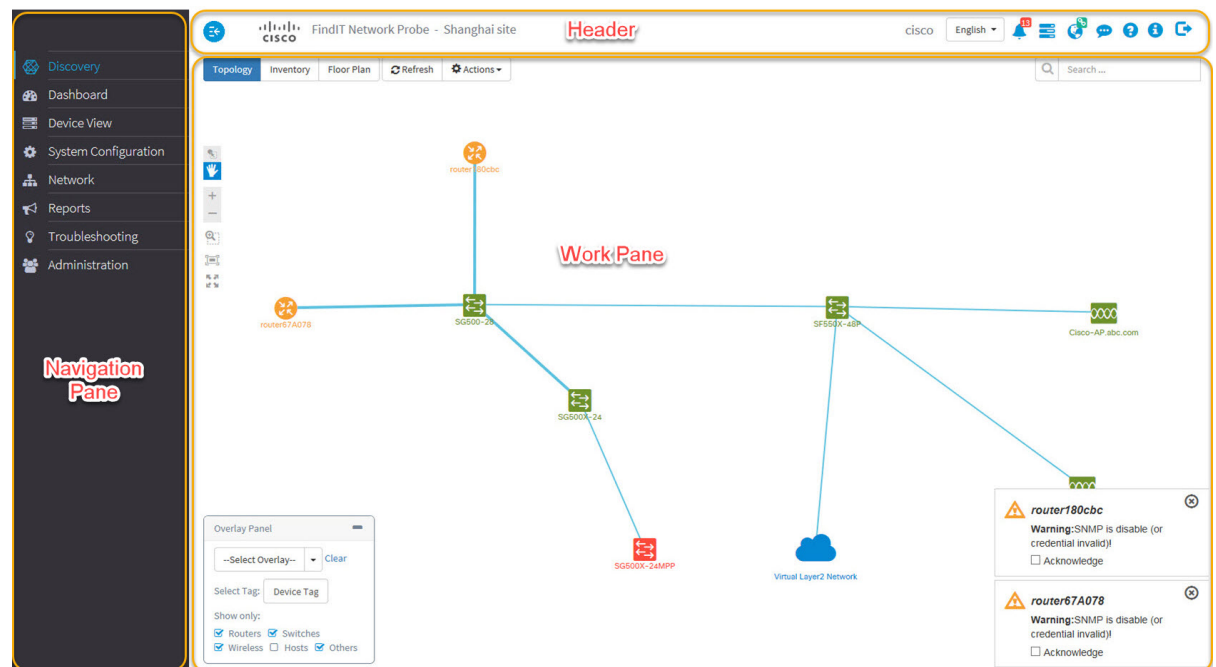 CISCO
FindIT Network Probe - Shanghai site
Header
cisco
English
13
Discovery
Dashboard
Device View
System Configuration
Network
Reports
Troubleshooting
Administration
Navigation
Pane
Topology
Inventory
Floor Plan
Refresh
Actions
Search ...
router180cbc
Work Pane
router67A078
SG500-28
SF550X-48P
Cisco-AP.abc.com
SG500X-24
SG500X-24MPP
Virtual Layer2 Network
Overlay Panel
--Select Overlay--
Clear
Select Tag:
Device Tag
Show only:
Routers
Switches
Wireless
Hosts
Others
router180cbc
Warning:SNMP is disable (or
credential invalid)!
Acknowledge
router67A078
Warning:SNMP is disable (or
credential invalid)!
Acknowledge